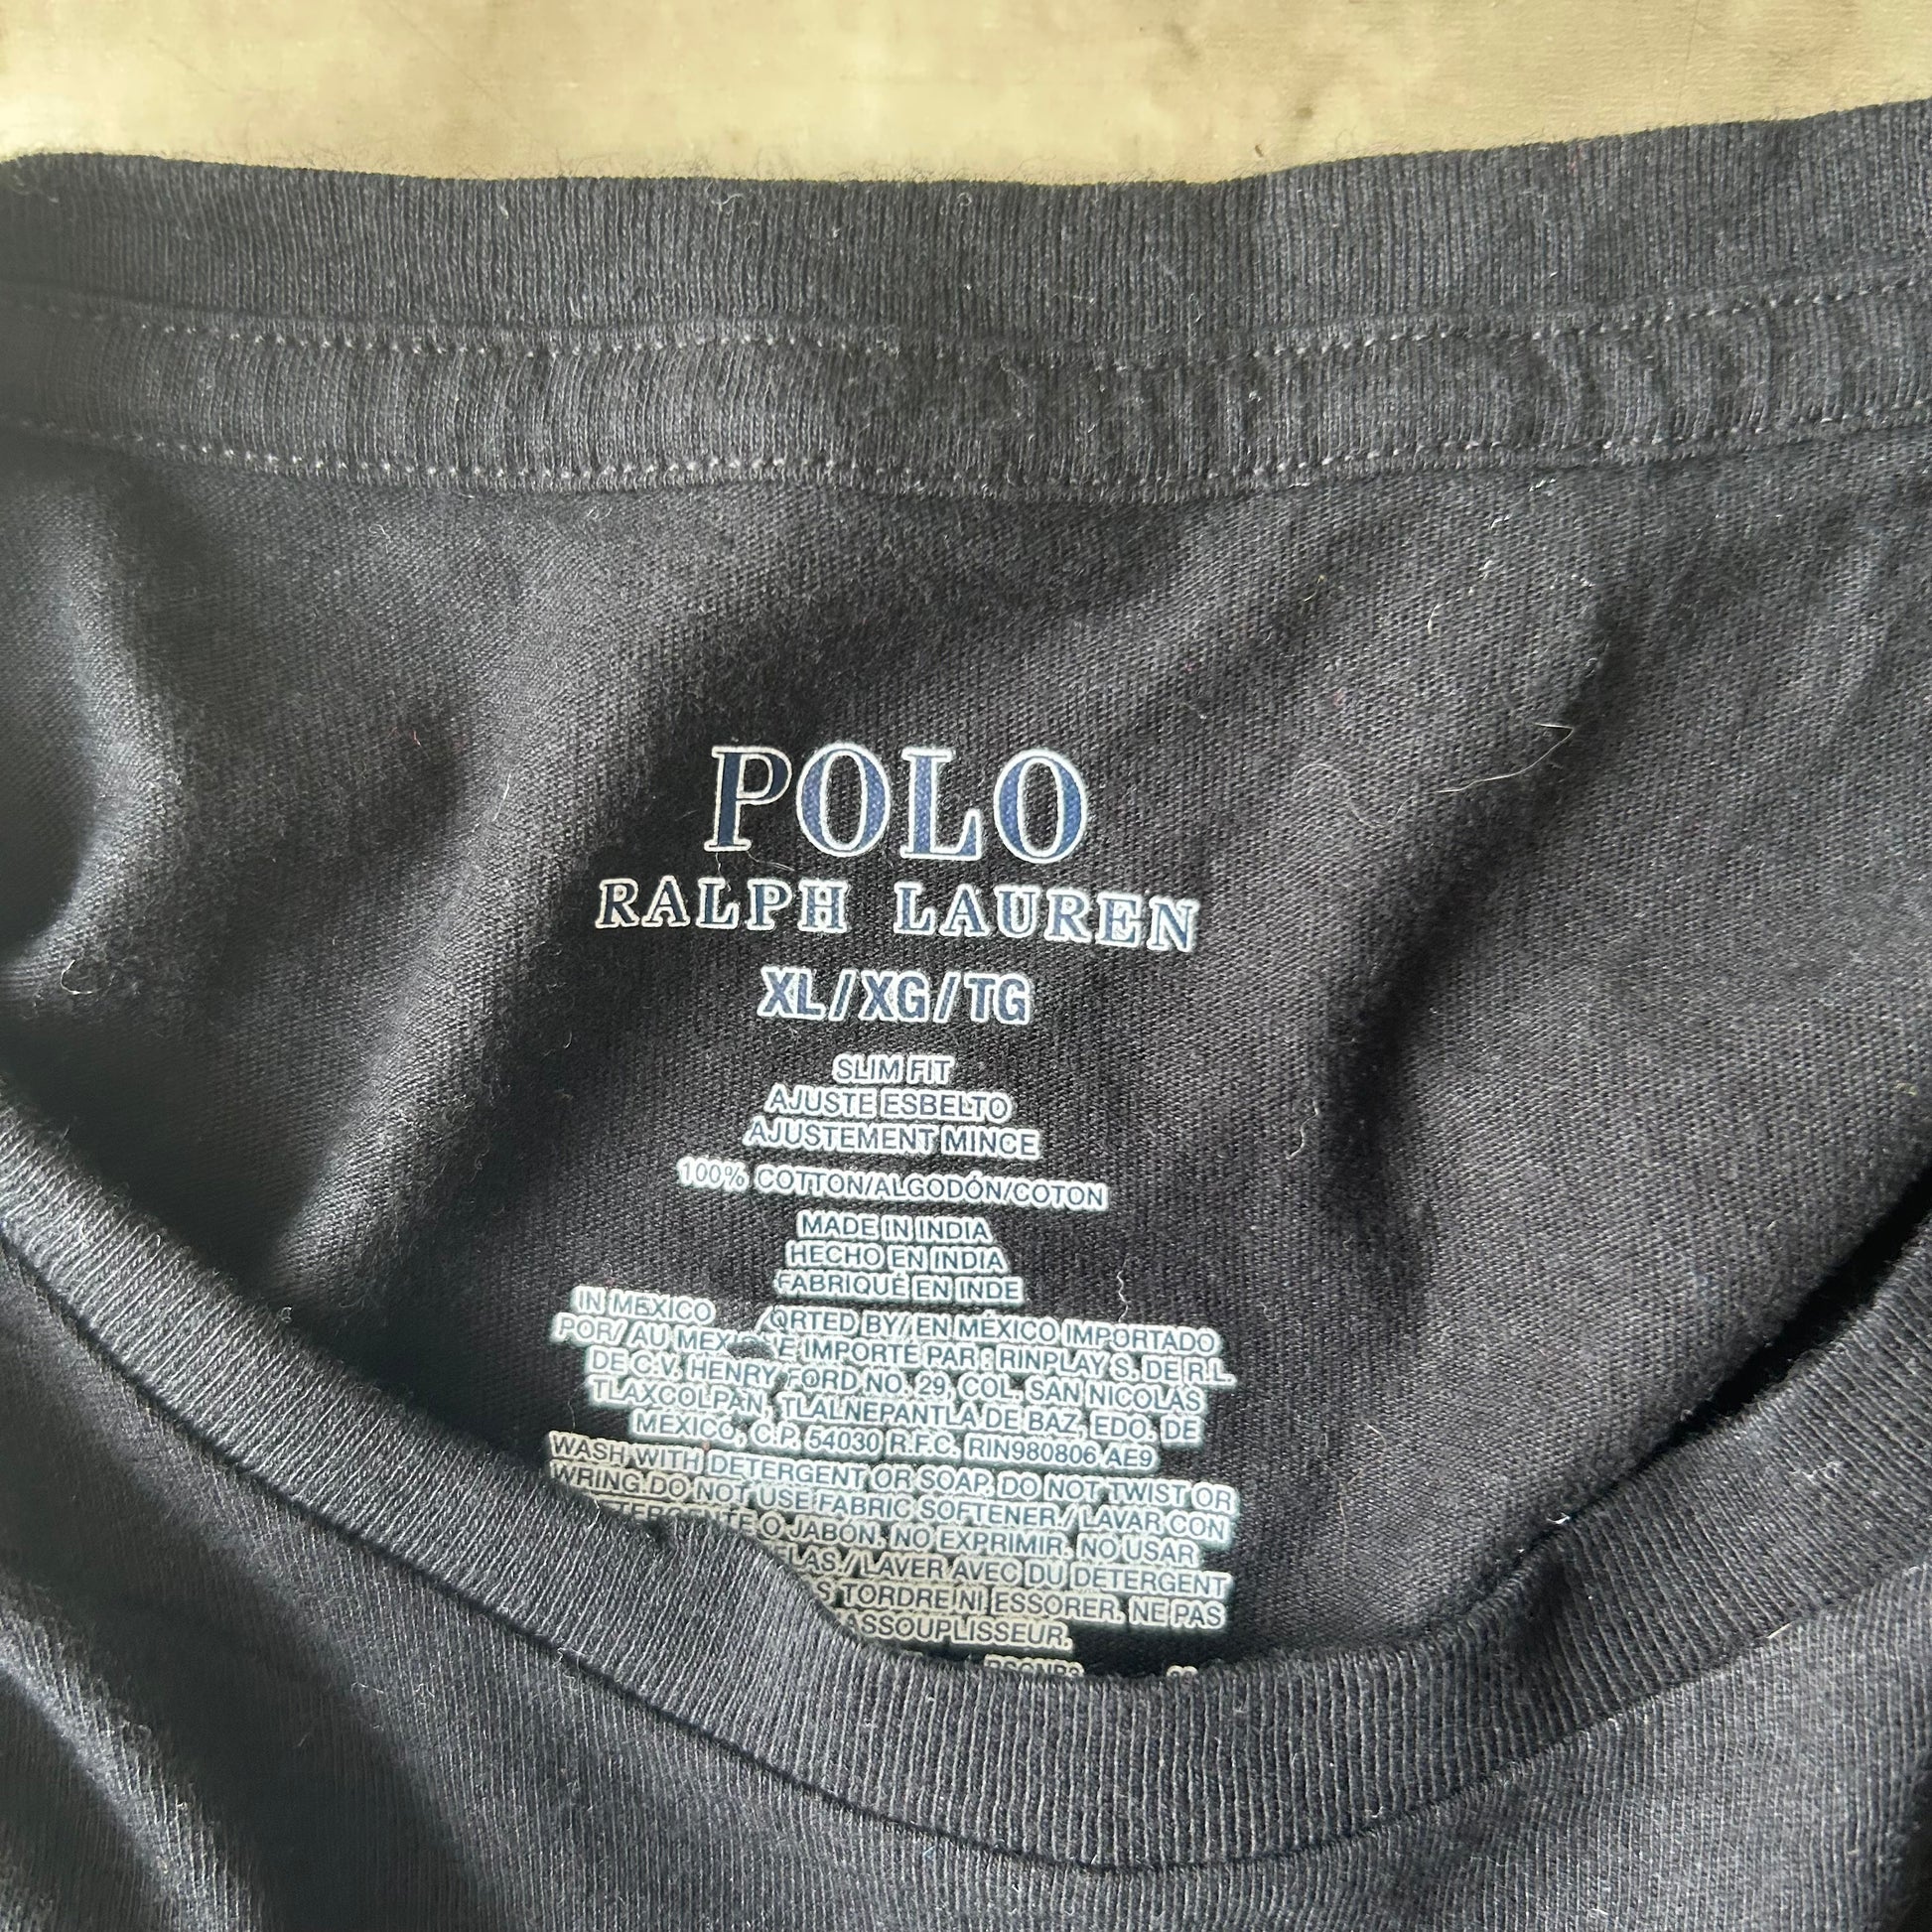 POLO
RALPH LAUREN
XL/XG/TG
SLIM FIT
AJUSTE ESBELTO
AJUSTEMENT MINCE
100% COTTON/ALGODÓN/COTON
MADE IN INDIA
HECHO EN INDIA
FABRIQUÉ EN INDE
IN MEXICO BY/ EN MÉXICO IMPORTADO
POR/ AU IMPORTÉ PAR: RINPLAY S. DE R.L.
DE C.V. HENRY FORD NO. 29, COL. SAN NICOLÁS
TLAXCOLPAN, TLALNEPANTLA DE BAZ, EDO. DE
MÉXICO, C.P. 54030 R.F.C. RIN980806 AE9
WASH WITH DETERGENT OR SOAP. DO NOT TWIST OR
WRING. DO NOT USE FABRIC SOFTENER / LAVAR CON
O JABÓN. NO EXPRIMIR. NO USAR
/ LAVER AVEC DU DETERGENT
TORDRE NI ESSORER. NE PAS
ASSOUPLISSEUR.